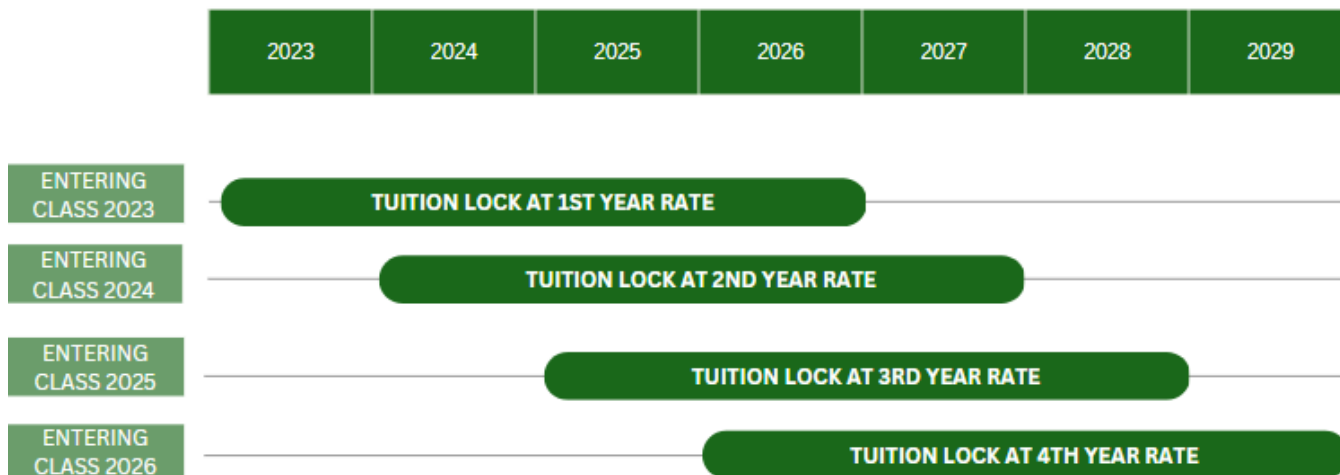 2023 2024 2025 2026 2027 2028 2029
ENTERING
CLASS 2023
TUITION LOCK AT 1ST YEAR RATE
ENTERING
CLASS 2024
TUITION LOCK AT 2ND YEAR RATE
ENTERING
CLASS 2025
TUITION LOCK AT 3RD YEAR RATE
ENTERING
CLASS 2026
TUITION LOCK AT 4TH YEAR RATE